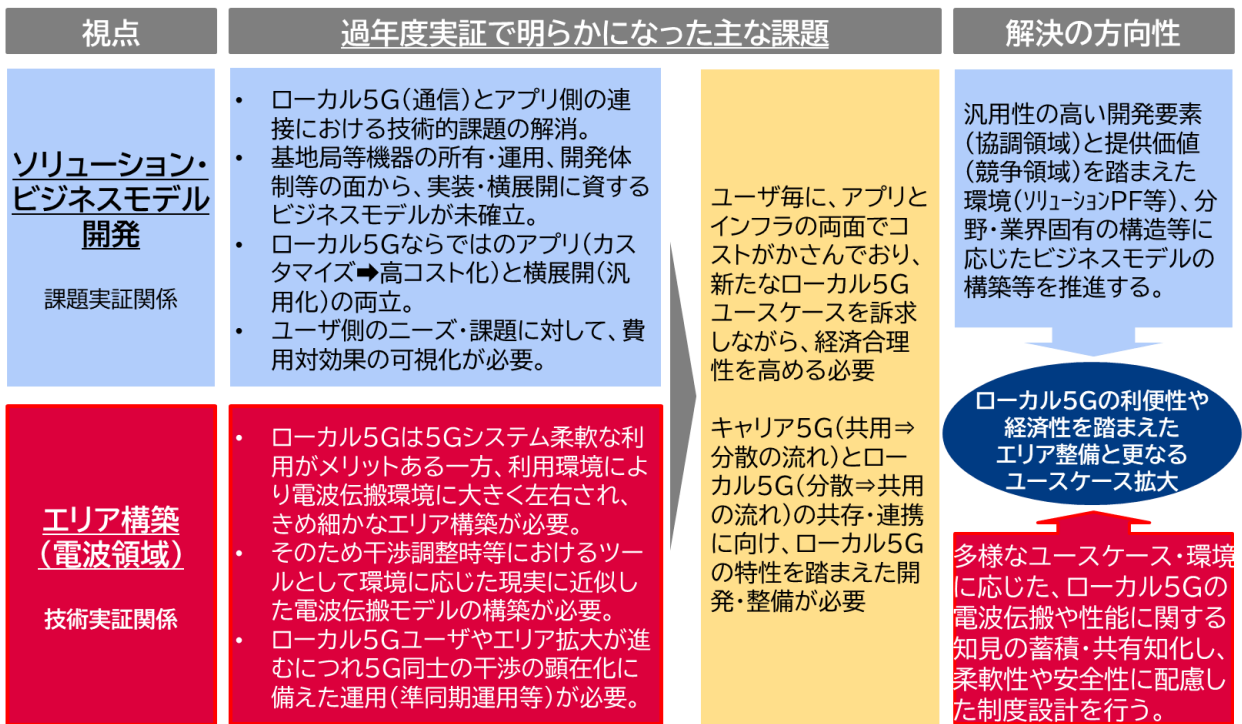 視点
過年度実証で明らかになった主な課題
解決の方向性
ソリューション・
ビジネスモデル
開発
課題実証関係
• ローカル5G(通信)とアプリ側の連
接における技術的課題の解消。
• 基地局等機器の所有・運用、開発体
制等の面から、実装・横展開に資する
ビジネスモデルが未確立。
• ローカル5Gならではのアプリ(カス
タマイズ➡高コスト化)と横展開(汎
用化)の両立。
• ユーザ側のニーズ・課題に対して、費
用対効果の可視化が必要。
エリア構築
(電波領域)
技術実証関係
• ローカル5Gは5Gシステム柔軟な利
用がメリットある一方、利用環境によ
り電波伝搬環境に大きく左右され、
きめ細かなエリア構築が必要。
• そのため干渉調整時等におけるツー
ルとして環境に応じた現実に近似し
た電波伝搬モデルの構築が必要。
• ローカル5Gユーザやエリア拡大が進
むにつれ5G同士の干渉の顕在化に
備えた運用(準同期運用等)が必要。
ユーザ毎に、アプリと
インフラの両面でコ
ストがかさんでおり、
新たなローカル5G
ユースケースを訴求
しながら、経済合理
性を高める必要
キャリア5G(共用⇒
分散の流れ)とロー
カル5G(分散⇒共用
の流れ)の共存・連携
に向け、ローカル5G
の特性を踏まえた開
発・整備が必要
汎用性の高い開発要素
(協調領域)と提供価値
(競争領域)を踏まえた
環境(ソリューションPF等)、分
野・業界固有の構造等に
応じたビジネスモデルの
構築等を推進する。
ローカル5Gの利便性や
経済性を踏まえた
エリア整備と更なる
ユースケース拡大
多様なユースケース・環境
に応じた、ローカル5Gの
電波伝搬や性能に関する
知見の蓄積・共有知化し、
柔軟性や安全性に配慮し
た制度設計を行う。